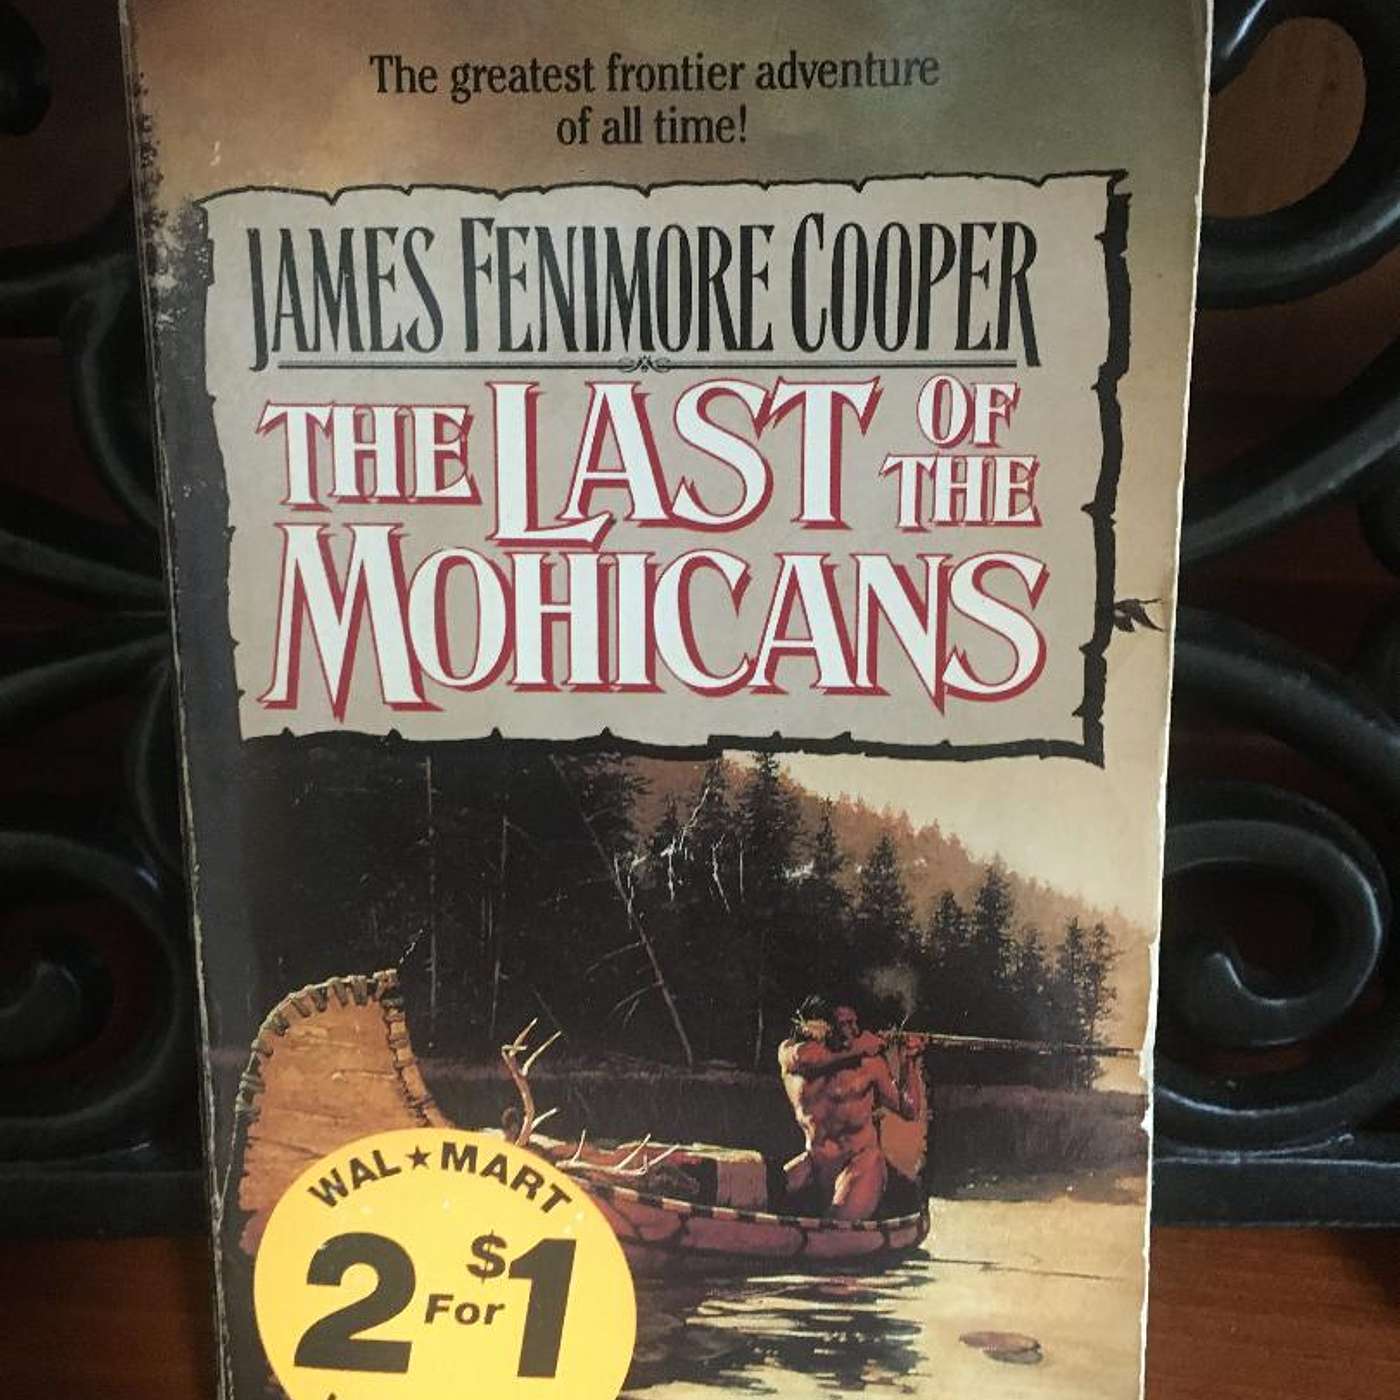 The greatest frontier adventure
of all time!
JAMES FENIMORE COOPER
THE LAST OF THE
MOHICANS
WAL★MART
2 For $1